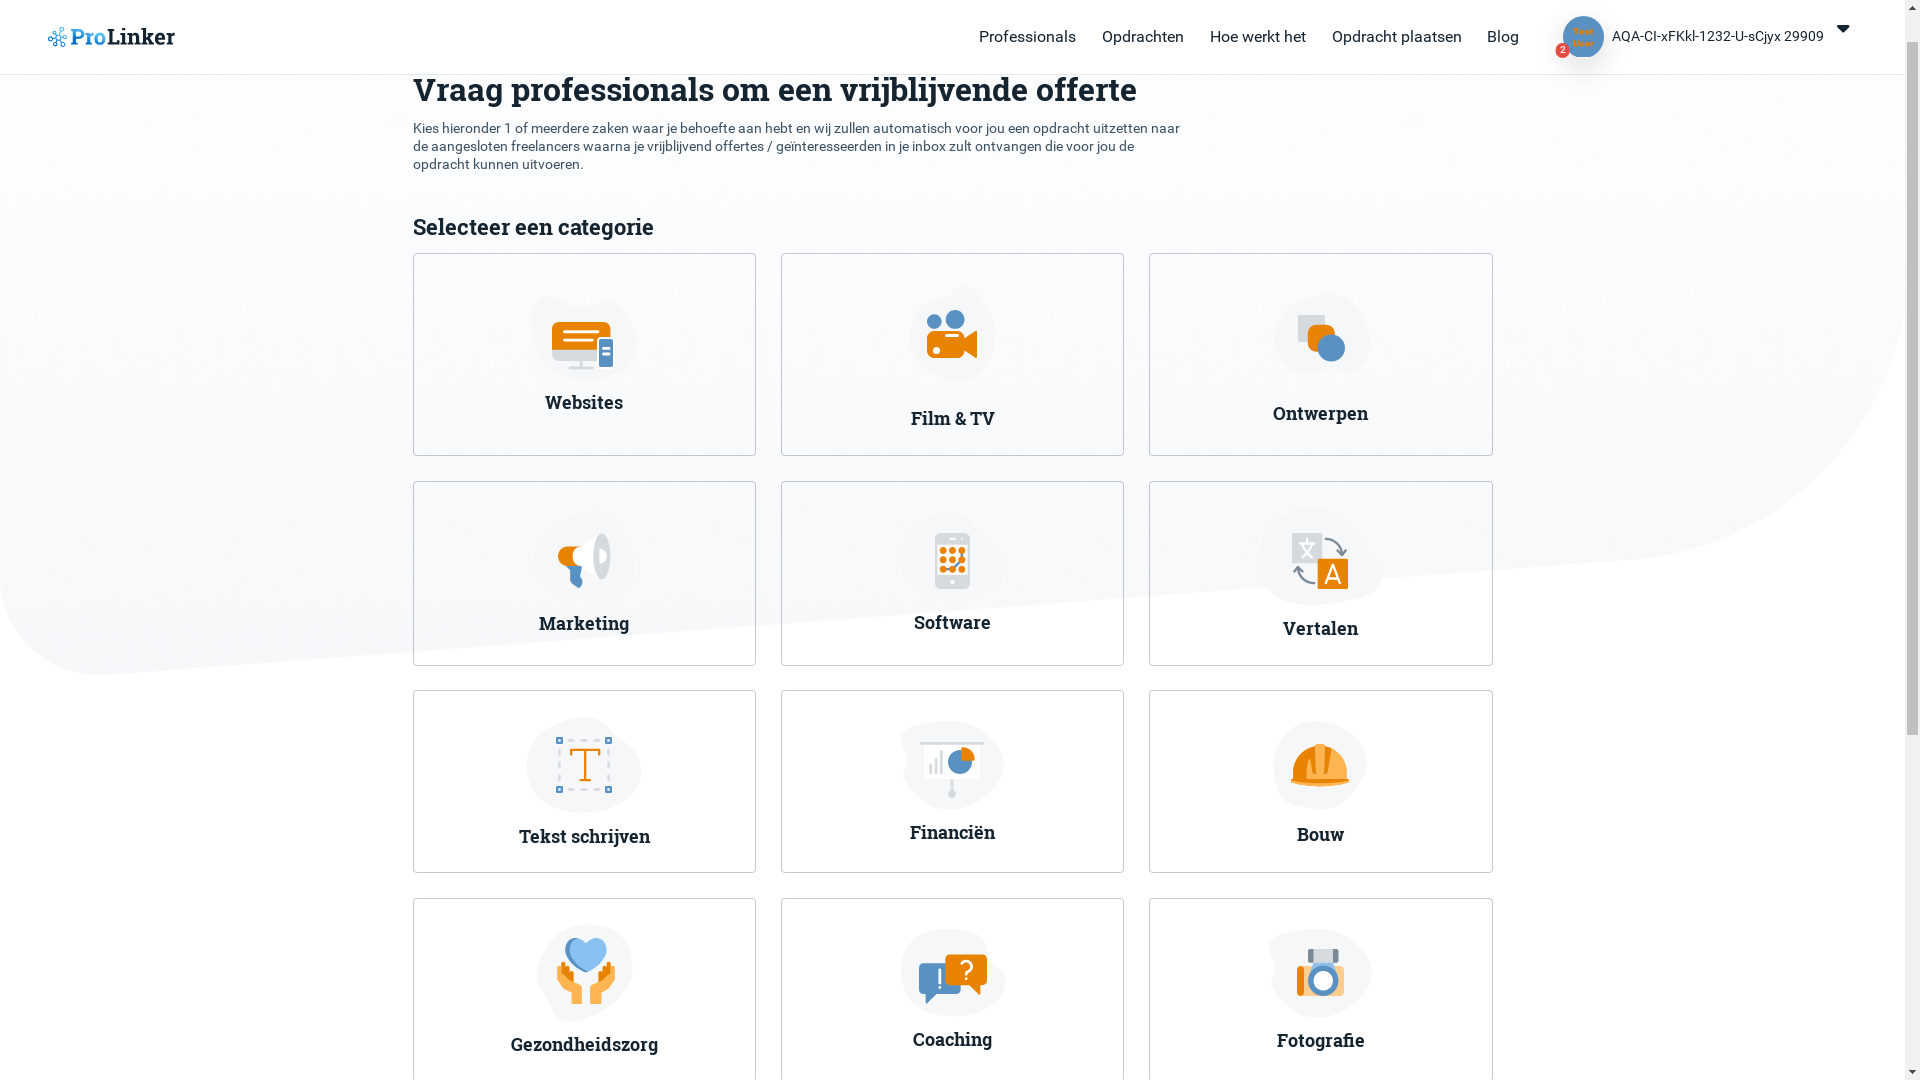 ProLinker
Professionals
Opdrachten
Hoe werkt het
Opdracht plaatsen
Blog
Test
User
2
AQA-CI-xFKkl-1232-U-sCjyx 29909
Vraag professionals om een vrijblijvende offerte
Kies hieronder 1 of meerdere zaken waar je behoefte aan hebt en wij zullen automatisch voor jou een opdracht uitzetten naar
de aangesloten freelancers waarna je vrijblijvend offertes / geïnteresseerden in je inbox zult ontvangen die voor jou de
opdracht kunnen uitvoeren.
Selecteer een categorie
Websites
Film & TV
Ontwerpen
Marketing
Software
Vertalen
Tekst schrijven
Financiën
Bouw
Gezondheidszorg
Coaching
Fotografie